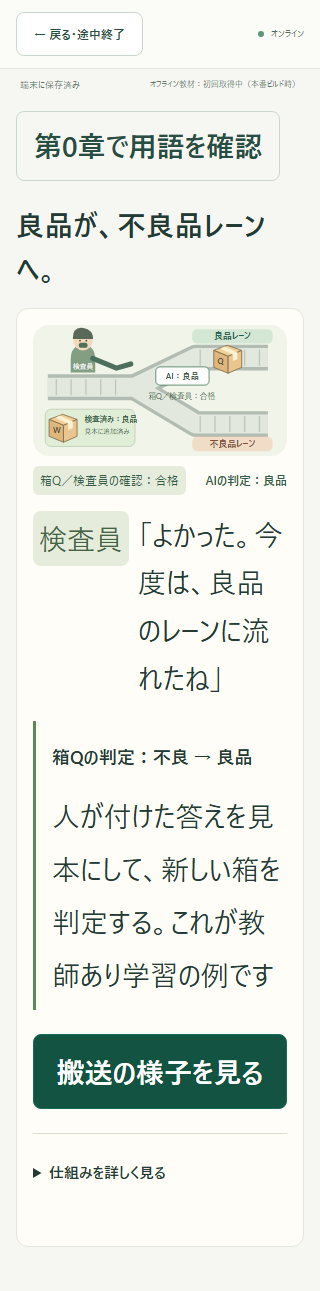 ← 戻る・途中終了
オンライン
端末に保存済み
オフライン教材：初回取得中（本番ビルド時）
第0章で用語を確認
良品が、不良品レーン
へ。
良品レーン
検査員
Q
AI：良品
箱Q／検査員：合格
W
検査済み：良品
見本に追加済み
不良品レーン
箱Q／検査員の確認：合格
AIの判定：良品
検査員
「よかった。今
度は、良品
のレーンに流
れたね」
箱Qの判定：不良 → 良品
人が付けた答えを見
本にして、新しい箱を
判定する。これが教
師あり学習の例です
搬送の様子を見る
▶ 仕組みを詳しく見る